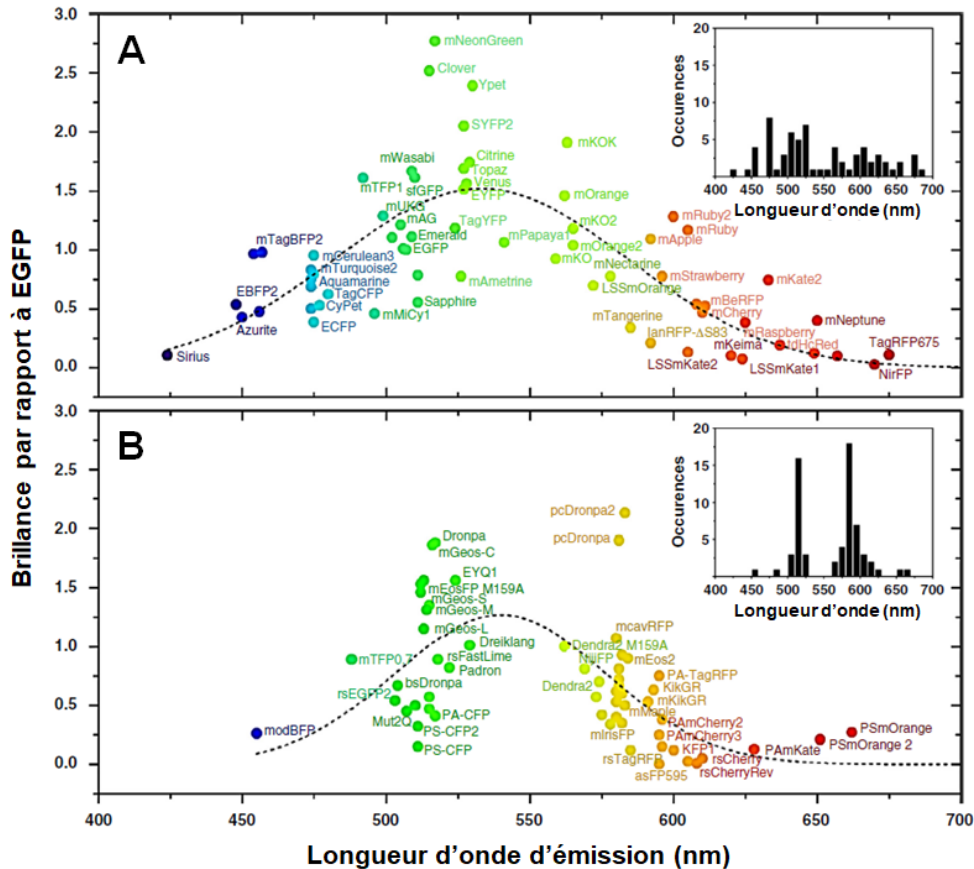 Brillance par rapport à EGFP
A
3.0
2.5
2.0
1.5
1.0
0.5
0.0
mNeonGreen
Clover
Ypet
SYFP2
mKOK
Citrine
mWasabi
Topaz
mTFP1
sfGFP
Venus
EYFP
mOrange
mUKG
mAG
TagYFP
mKO2
mRuby2
mRuby
mTagBFP2
mCerulean3
Emerald
EGFP
mPapaya1
mOrange2
mApple
mKO
mTurquoise2
mNectarine
Aquamarine
mAmetrine
LSSmOrange
mStrawberry
mKate2
EBFP2
TagCFP
CyPet
Sapphire
mBeRFP
mCherry
Azurite
ECFP
mMiCy1
mTangerine
mRaspberry
mNeptune
Sirius
IanRFP-ΔS83
mKeima
tdHcRed
TagRFP675
LSSmKate2
LSSmKate1
NirFP
Occurences
20
15
10
5
400 500 600 700
Longueur d'onde (nm)
B
3.0
2.5
2.0
1.5
1.0
0.5
0.0
pcDronpa2
pcDronpa
Dronpa
mGeos-C
EYQ1
mEosFP M159A
mGeos-S
mGeos-M
mGeos-L
Dreiklang
mcavRFP
Dendra2 M159A
mTFP0,7
rsFastLime
NijiFP
mEos2
Padron
PA-TagRFP
rsEGFP2
bsDronpa
Dendra2
KikGR
mKikGR
Mut2Q
PA-CFP
mMaple
modBFP
PS-CFP2
mIrisFP
PAmCherry2
PAmCherry3
PSmOrange
PS-CFP
rsTagRFP
KFP1
PAmKate
PSmOrange 2
asFP595
rsCherry
rsCherryRev
Occurences
20
15
10
5
400 500 600 700
Longueur d'onde (nm)
400 450 500 550 600 650 700
Longueur d'onde d'émission (nm)